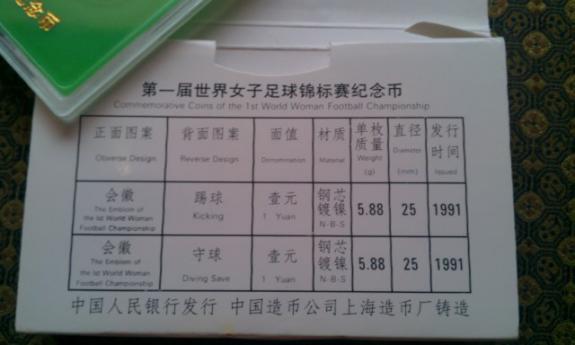 念币
第一届世界女子足球锦标赛纪念币
Commemorative Coins of the 1st World Woman Football Championship
正面图案 背面图案 面值 材质 单枚质量 直径 发行时间
Obverse Design Reverse Design Denomination Material Weight (g) Diameter (mm) Issued
会徽 踢球 壹元 钢芯镀镍 5.88 25 1991
The Emblem of the 1st World Woman Football Championship Kicking 1 Yuan N-B-S
会徽 守球 壹元 钢芯镀镍 5.88 25 1991
The Emblem of the 1st World Woman Football Championship Diving Save 1 Yuan N-B-S
中国人民银行发行 中国造币公司上海造币厂铸造